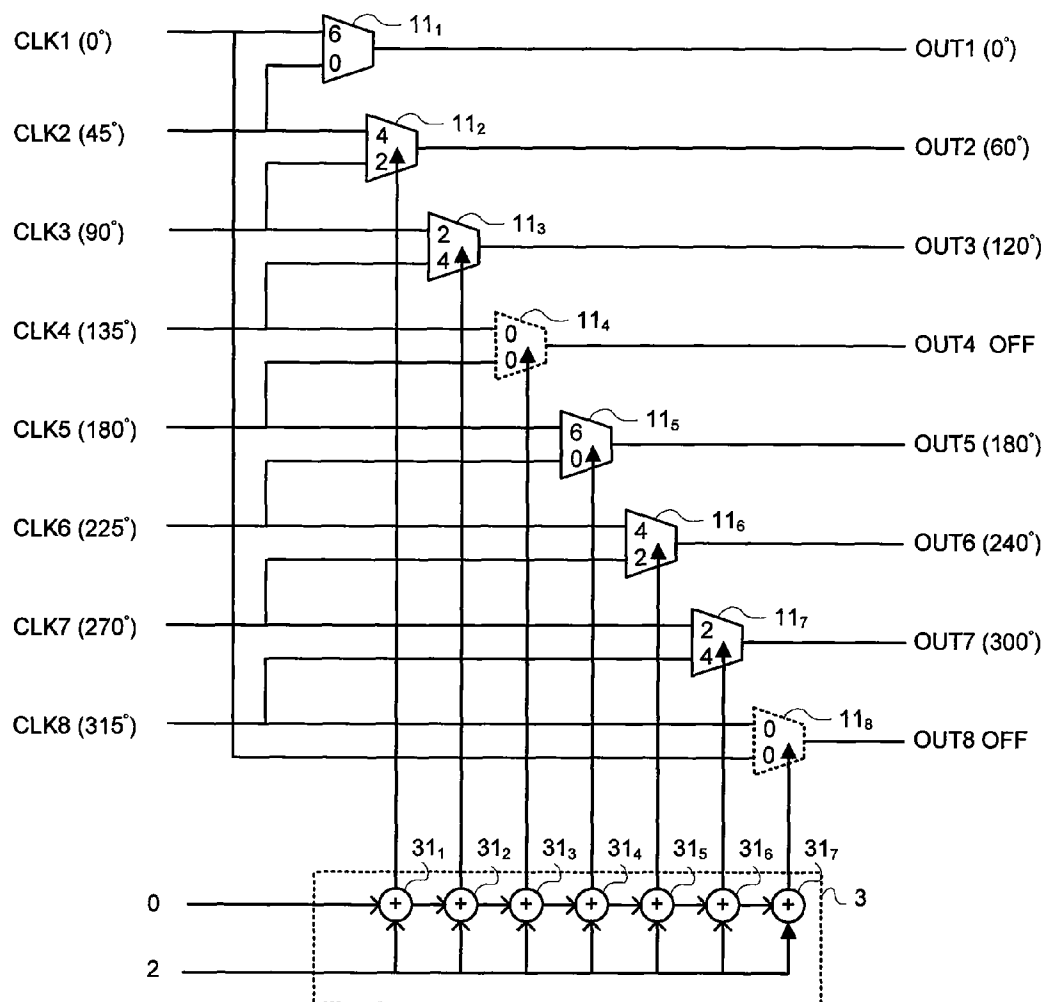 CLK1 (0°)
6
0
11₁
OUT1 (0°)
CLK2 (45°)
4
2
11₂
OUT2 (60°)
CLK3 (90°)
2
4
11₃
OUT3 (120°)
CLK4 (135°)
0
0
11₄
OUT4 OFF
CLK5 (180°)
6
0
11₅
OUT5 (180°)
CLK6 (225°)
4
2
11₆
OUT6 (240°)
CLK7 (270°)
2
4
11₇
OUT7 (300°)
CLK8 (315°)
0
0
11₈
OUT8 OFF
31₁ 31₂ 31₃ 31₄ 31₅ 31₆ 31₇
0 + + + + + + + 3
2